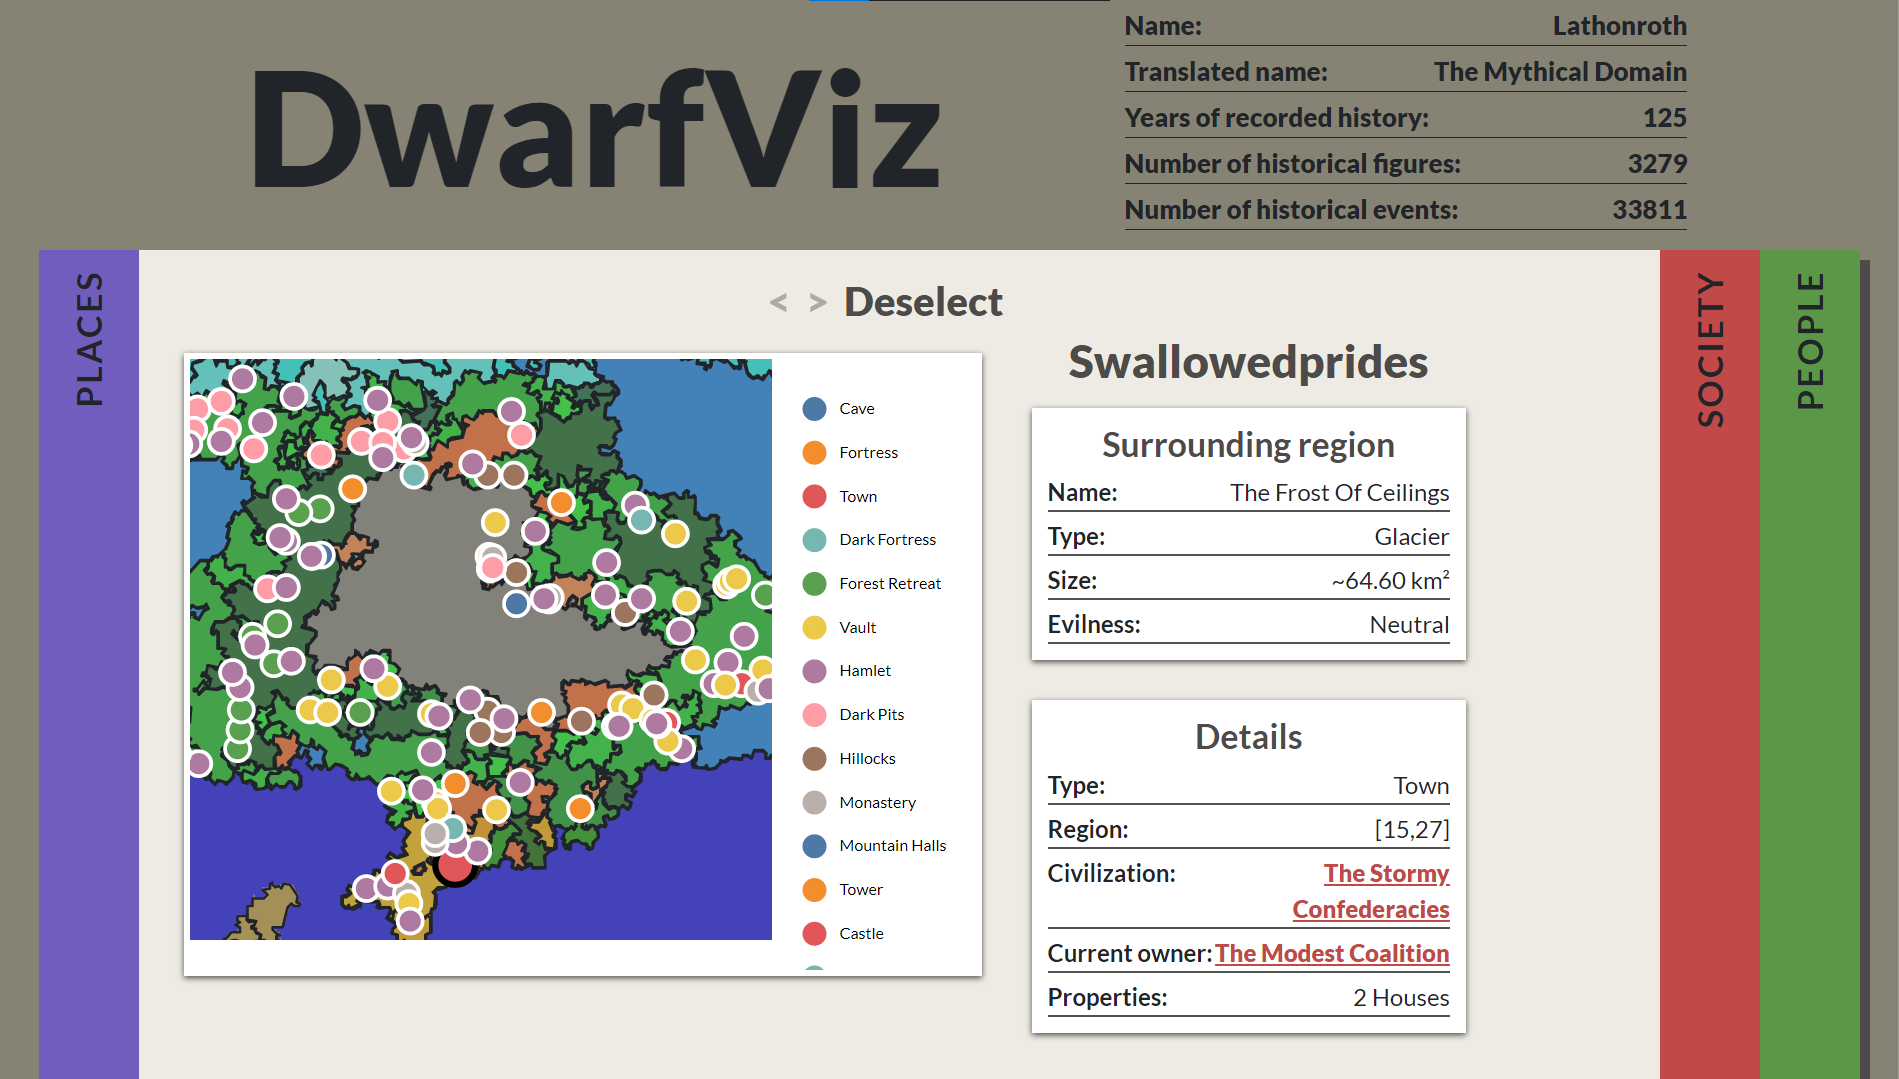 DwarfViz
Name: Lathonroth
Translated name: The Mythical Domain
Years of recorded history: 125
Number of historical figures: 3279
Number of historical events: 33811
PLACES
< > Deselect
Cave
Fortress
Town
Dark Fortress
Forest Retreat
Vault
Hamlet
Dark Pits
Hillocks
Monastery
Mountain Halls
Tower
Castle
Swallowedprides
Surrounding region
Name: The Frost Of Ceilings
Type: Glacier
Size: ~64.60 km²
Evilness: Neutral
Details
Type: Town
Region: [15,27]
Civilization: The Stormy
Confederacies
Current owner: The Modest Coalition
Properties: 2 Houses
SOCIETY
PEOPLE